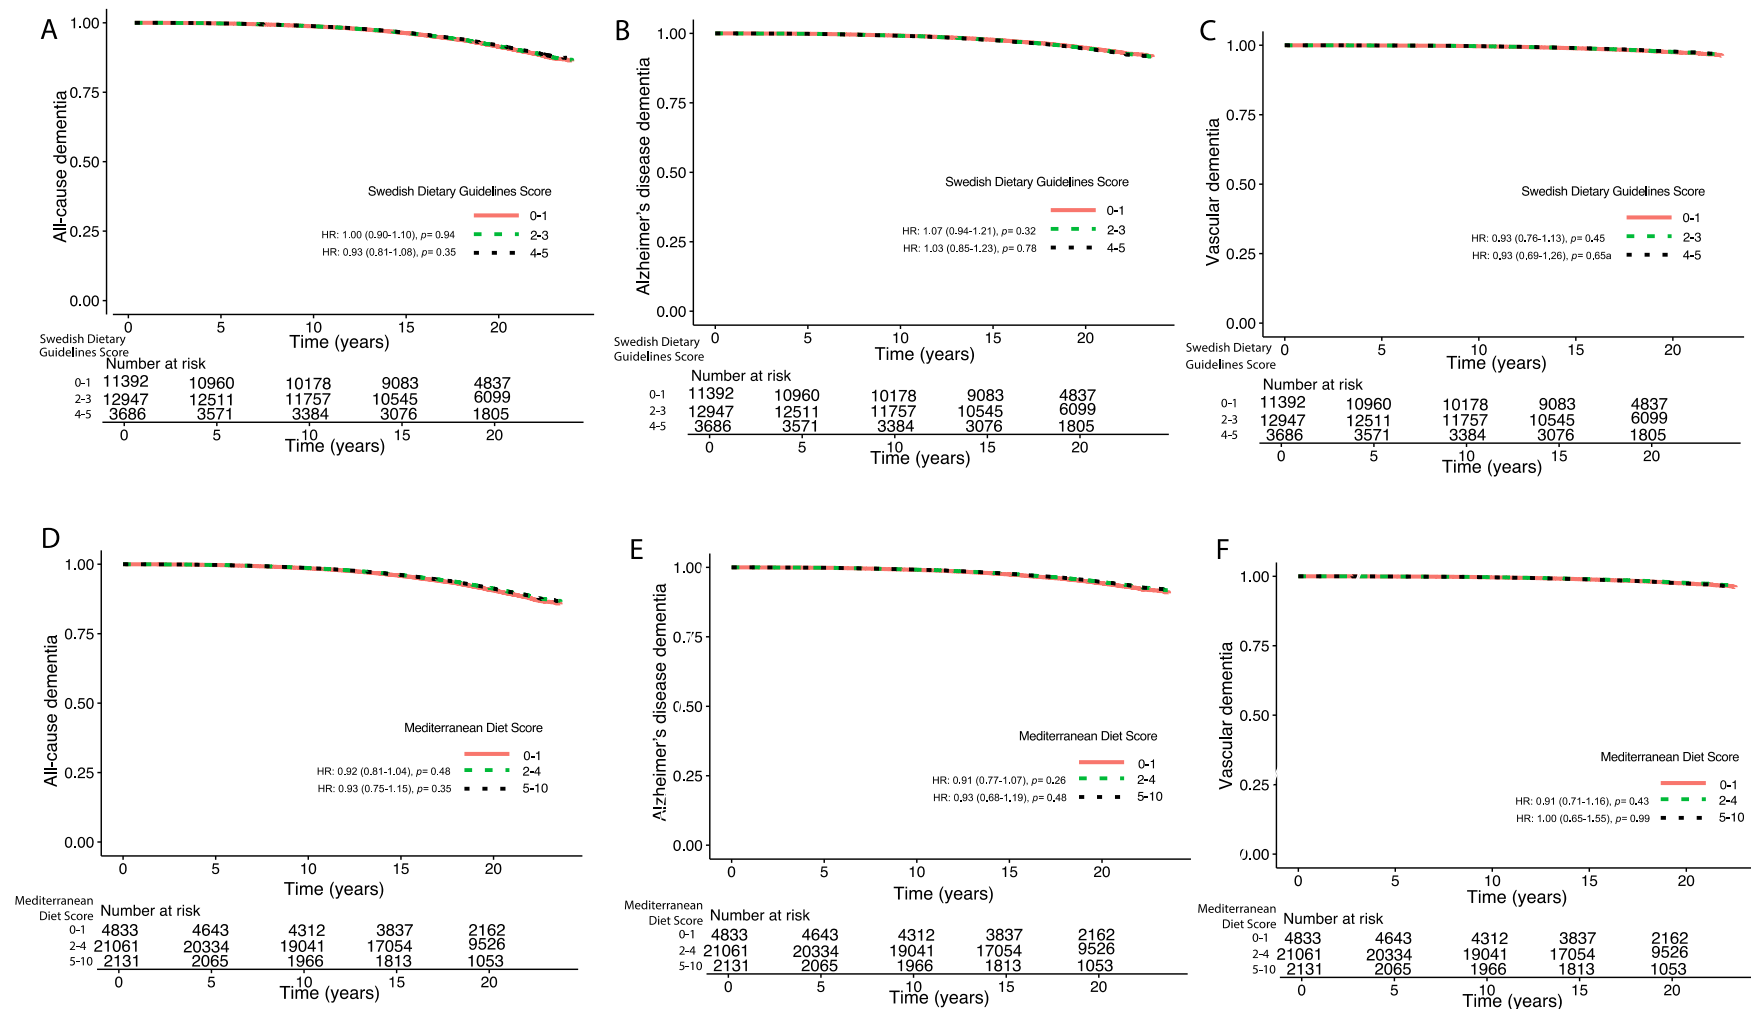 A
1.00
0.75
0.50
0.25
0.00
All-cause dementia
Swedish Dietary Guidelines Score
0-1
HR: 1.00 (0.90-1.10), p= 0.94 2-3
HR: 0.93 (0.81-1.08), p= 0.35 4-5
0 5 10 15 20
Time (years)
Swedish Dietary
Guidelines Score
Number at risk
0-1 11392 10960 10178 9083 4837
2-3 12947 12511 11757 10545 6099
4-5 3686 3571 3384 3076 1805
0 5 10 15 20
Time (years)
B
1.00
0.75
0.50
0.25
0.00
Alzheimer's disease dementia
Swedish Dietary Guidelines Score
0-1
HR: 1.07 (0.94-1.21), p= 0.32 2-3
HR: 1.03 (0.85-1.23), p= 0.78 4-5
0 5 10 15 20
Time (years)
Swedish Dietary
Guidelines Score
Number at risk
0-1 11392 10960 10178 9083 4837
2-3 12947 12511 11757 10545 6099
4-5 3686 3571 3384 3076 1805
0 5 10 15 20
Time (years)
C
1.00
0.75
0.50
0.25
0.00
Vascular dementia
Swedish Dietary Guidelines Score
0-1
HR: 0.93 (0.76-1.13), p= 0.45 2-3
HR: 0.93 (0.69-1.26), p= 0.65a 4-5
0 5 10 15 20
Time (years)
Swedish Dietary
Guidelines Score
Number at risk
0-1 11392 10960 10178 9083 4837
2-3 12947 12511 11757 10545 6099
4-5 3686 3571 3384 3076 1805
0 5 10 15 20
Time (years)
D
1.00
0.75
0.50
0.25
0.00
All-cause dementia
Mediterranean Diet Score
0-1
HR: 0.92 (0.81-1.04), p= 0.48 2-4
HR: 0.93 (0.75-1.15), p= 0.35 5-10
0 5 10 15 20
Time (years)
Mediterranean
Diet Score
Number at risk
0-1 4833 4643 4312 3837 2162
2-4 21061 20334 19041 17054 9526
5-10 2131 2065 1966 1813 1053
0 5 10 15 20
Time (years)
E
1.00
0.75
0.50
0.25
0.00
Alzheimer's disease dementia
Mediterranean Diet Score
0-1
HR: 0.91 (0.77-1.07), p= 0.26 2-4
HR: 0.93 (0.68-1.19), p= 0.48 5-10
0 5 10 15 20
Time (years)
Mediterranean
Diet Score
Number at risk
0-1 4833 4643 4312 3837 2162
2-4 21061 20334 19041 17054 9526
5-10 2131 2065 1966 1813 1053
0 5 10 15 20
Time (years)
F
1.00
0.75
0.50
0.25
0.00
Vascular dementia
Mediterranean Diet Score
0-1
HR: 0.91 (0.71-1.16), p= 0.43 2-4
HR: 1.00 (0.65-1.55), p= 0.99 5-10
0 5 10 15 20
Time (years)
Mediterranean
Diet Score
Number at risk
0-1 4833 4643 4312 3837 2162
2-4 21061 20334 19041 17054 9526
5-10 2131 2065 1966 1813 1053
0 5 10 15 20
Time (years)